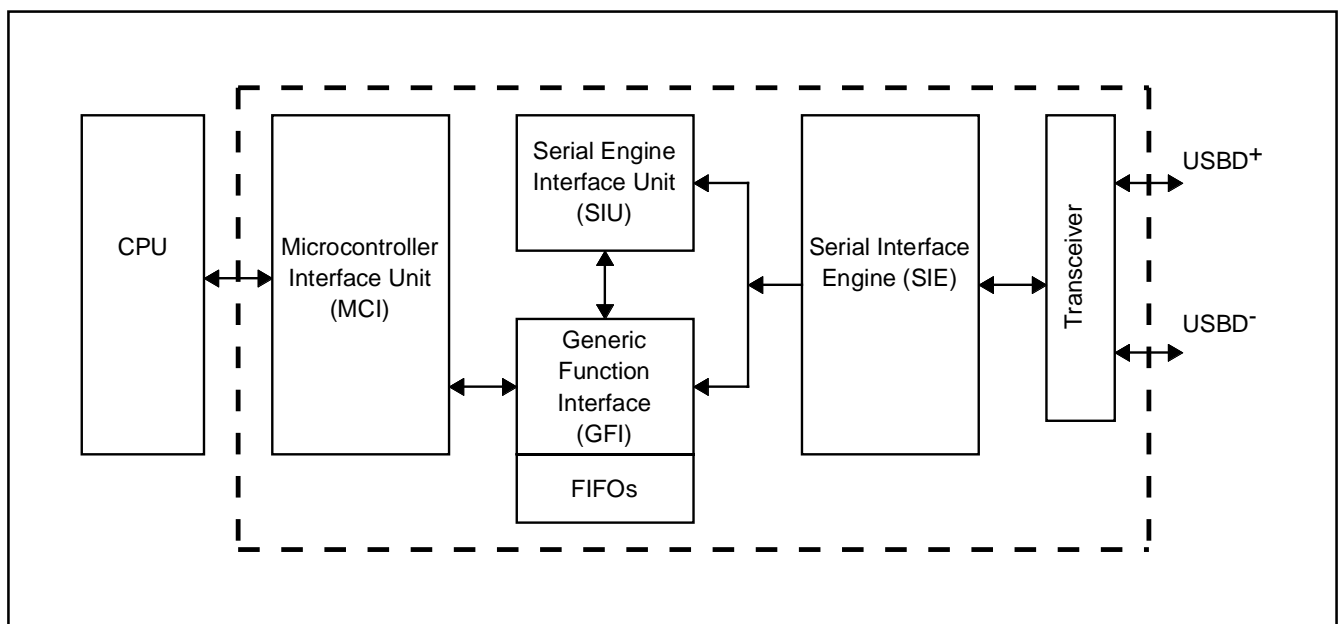 CPU
Microcontroller
Interface Unit
(MCI)
Serial Engine
Interface Unit
(SIU)
Generic
Function
Interface
(GFI)
FIFOs
Serial Interface
Engine (SIE)
Transceiver
USBD+
USBD-